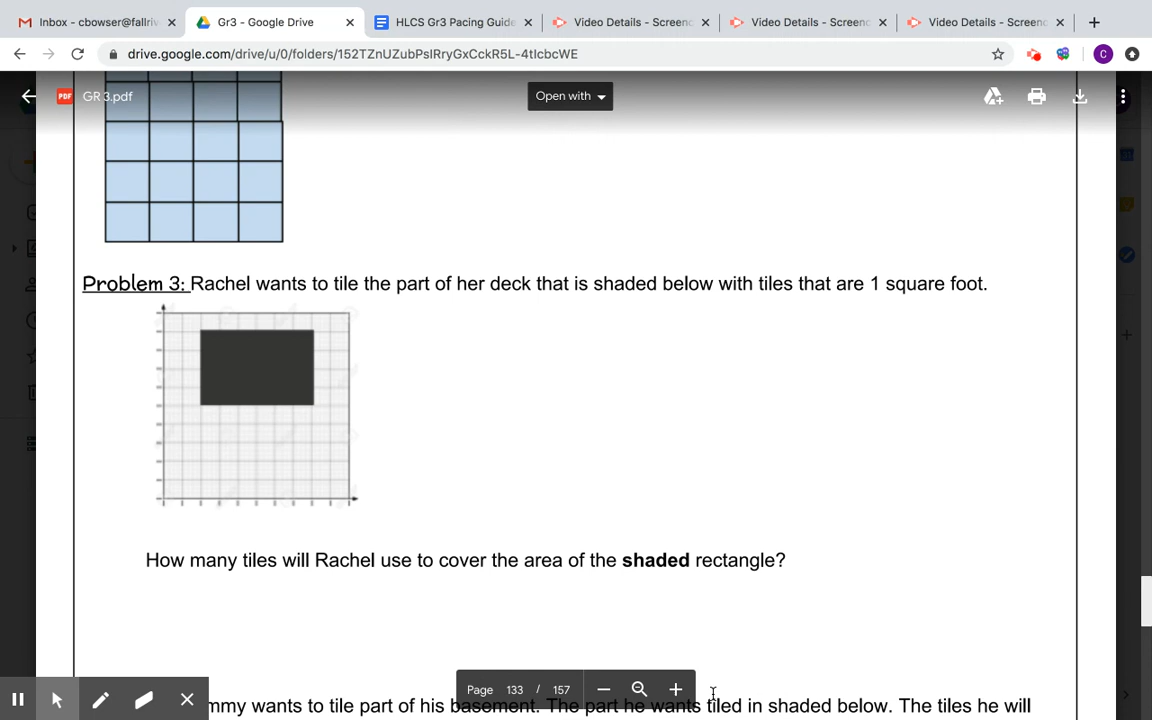 Inbox - cbowser@fallriv
Gr3 - Google Drive
HLCS Gr3 Pacing Guide
Video Details - Screenc
Video Details - Screenc
Video Details - Screenc
drive.google.com/drive/u/0/folders/152TZnUZubPsIRryGxCckR5L-4tIcbcWE
C
PDF
GR 3.pdf
Open with
Problem 3: Rachel wants to tile the part of her deck that is shaded below with tiles that are 1 square foot.
How many tiles will Rachel use to cover the area of the shaded rectangle?
Page 133 / 157
mmy wants to tile part of his basement. The part he wants tiled in shaded below. The tiles he will